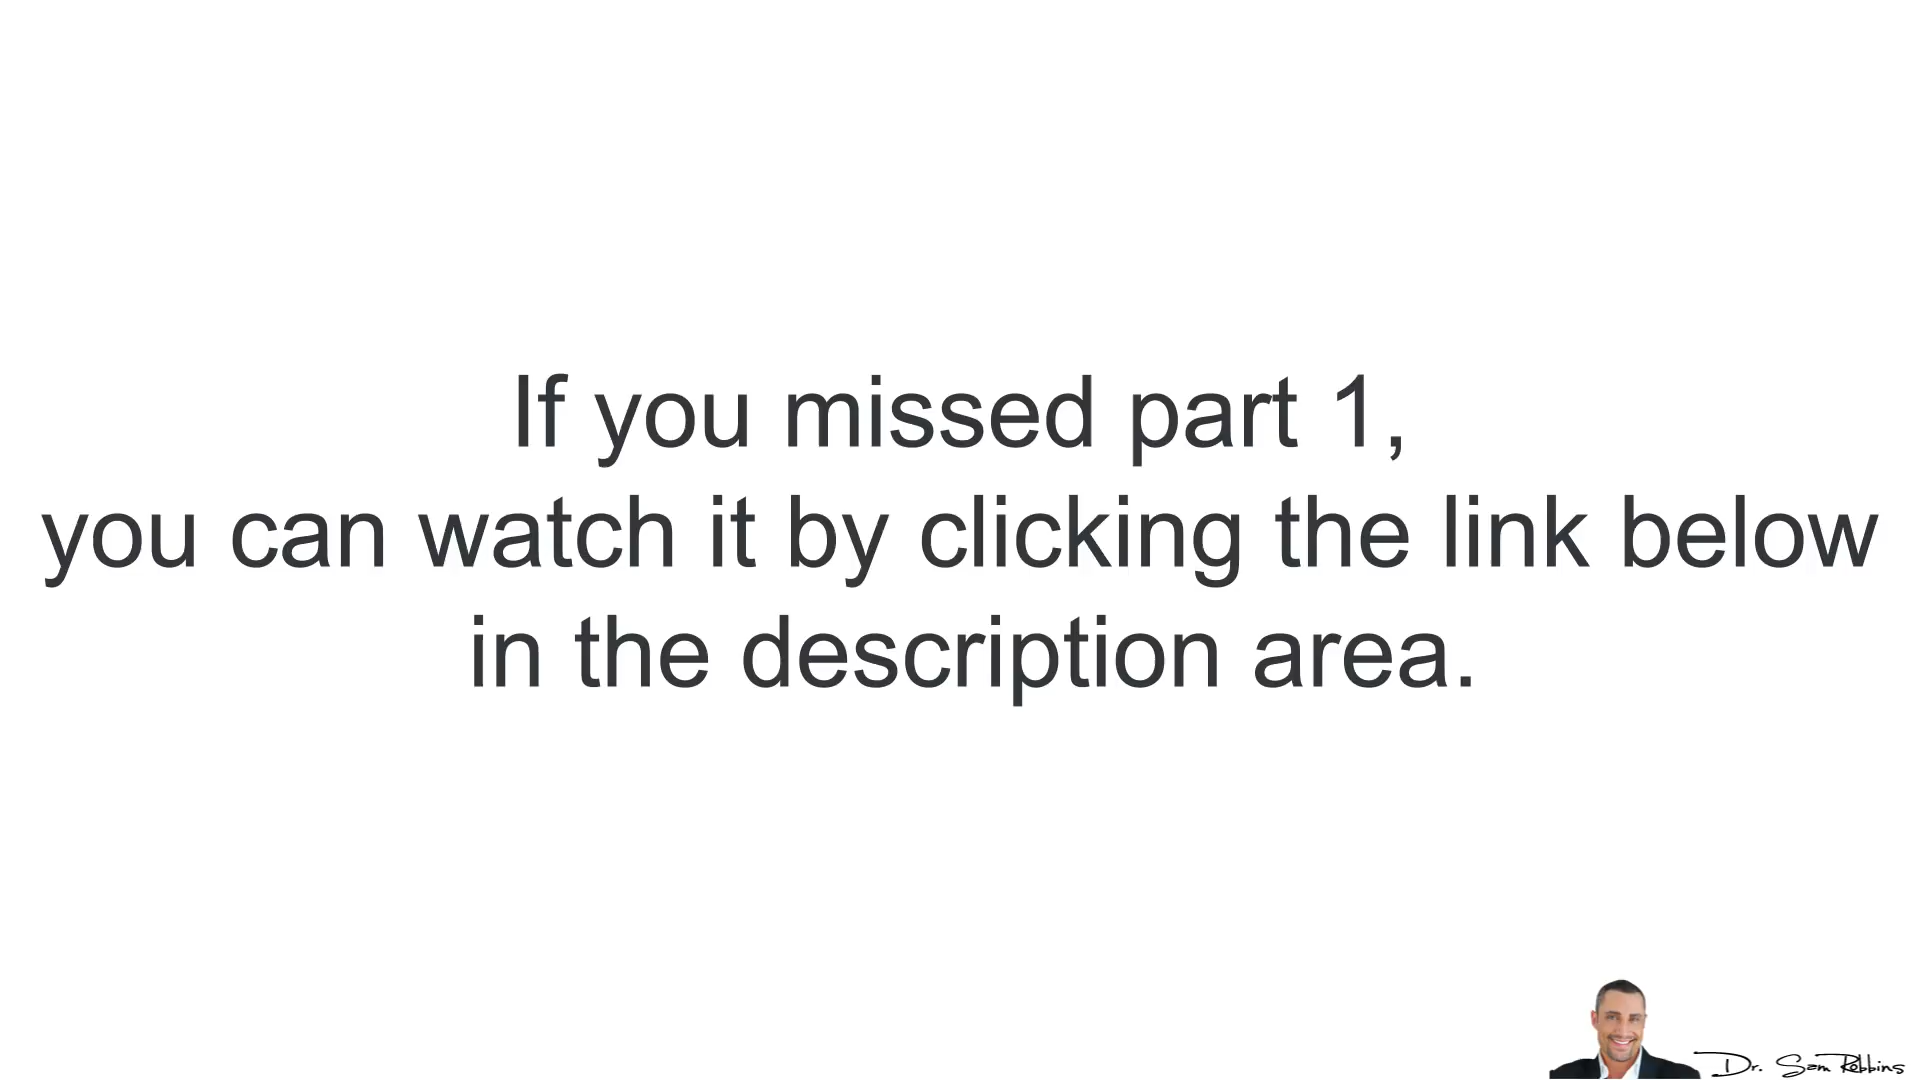 If you missed part 1,
you can watch it by clicking the link below
in the description area.
Dr. Sam Robbins